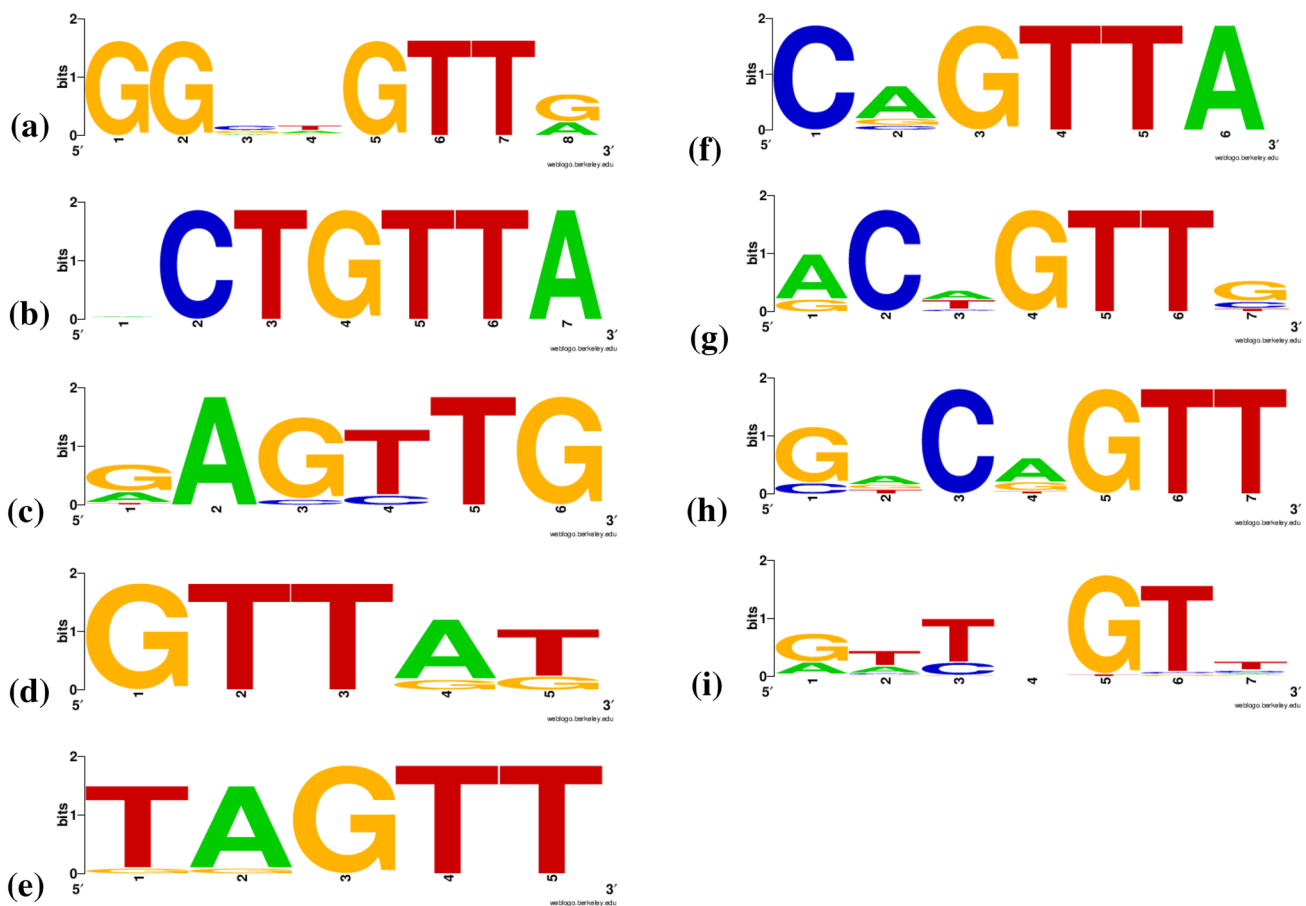 (a)
bits
2
1
0
GG C T GTT G
G A A
1 2 3 4 5 6 7 8
5′ 3′
weblogo.berkeley.edu
(b)
bits
2
1
0
CTGTTA
1 2 3 4 5 6 7
5′ 3′
weblogo.berkeley.edu
(c)
bits
2
1
0
GAGTTG
A C C
T
1 2 3 4 5 6
5′ 3′
weblogo.berkeley.edu
(d)
bits
2
1
0
GTTAT
G G
1 2 3 4 5
5′ 3′
weblogo.berkeley.edu
(e)
bits
2
1
0
TAGTT
G G
1 2 3 4 5
5′ 3′
weblogo.berkeley.edu
(f)
bits
2
1
0
CAGTTA
G
C
1 2 3 4 5 6
5′ 3′
weblogo.berkeley.edu
(g)
bits
2
1
0
ACAGTTG
G T C
C T
1 2 3 4 5 6 7
5′ 3′
weblogo.berkeley.edu
(h)
bits
2
1
0
GACAGTT
C G G
T T
1 2 3 4 5 6 7
5′ 3′
weblogo.berkeley.edu
(i)
bits
2
1
0
GTT GTT
A A C T C C
1 2 3 4 5 6 7
5′ 3′
weblogo.berkeley.edu